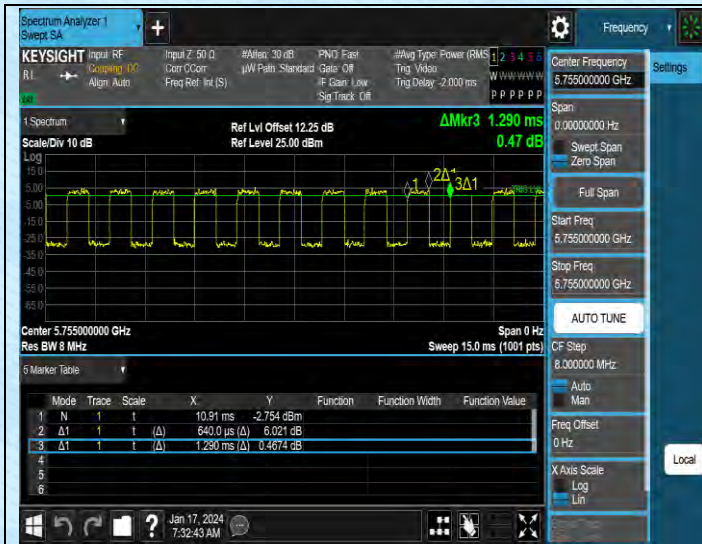 Spectrum Analyzer 1
Swept SA
+
Frequency
KEYSIGHT Input: RF Input Z: 50 Ω #Atten: 30 dB PNO: Fast #Avg Type: Power (RMS 1 2 3 4 5 6
RL Coupling: DC Corr CCorr µW Path: Standard Gate: Off Trig: Video W W W W W W
Align: Auto Freq Ref: Int (S) IF Gain: Low Trig Delay: -2.000 ms
Sig Track: Off P P P P P P
1 Spectrum
Scale/Div 10 dB
Ref Lvl Offset 12.25 dB
Ref Level 25.00 dBm
ΔMkr3 1.290 ms
0.47 dB
Log
15.0
5.00
-5.00
-15.0
-25.0
-35.0
-45.0
-55.0
-65.0
1
2Δ1
3Δ1
Center 5.755000000 GHz Span 0 Hz
Res BW 8 MHz Sweep 15.0 ms (1001 pts)
5 Marker Table
Mode Trace Scale X Y Function Function Width Function Value
1 N 1 t 10.91 ms -2.754 dBm
2 Δ1 1 t (Δ) 640.0 µs (Δ) 6.021 dB
3 Δ1 1 t (Δ) 1.290 ms (Δ) 0.4674 dB
4
5
6
?
Jan 17, 2024
7:32:43 AM
Center Frequency
5.755000000 GHz
Settings
Span
0.00000000 Hz
Swept Span
Zero Span
Full Span
Start Freq
5.755000000 GHz
Stop Freq
5.755000000 GHz
AUTO TUNE
CF Step
8.000000 MHz
Auto
Man
Freq Offset
0 Hz
X Axis Scale
Log
Lin
Local